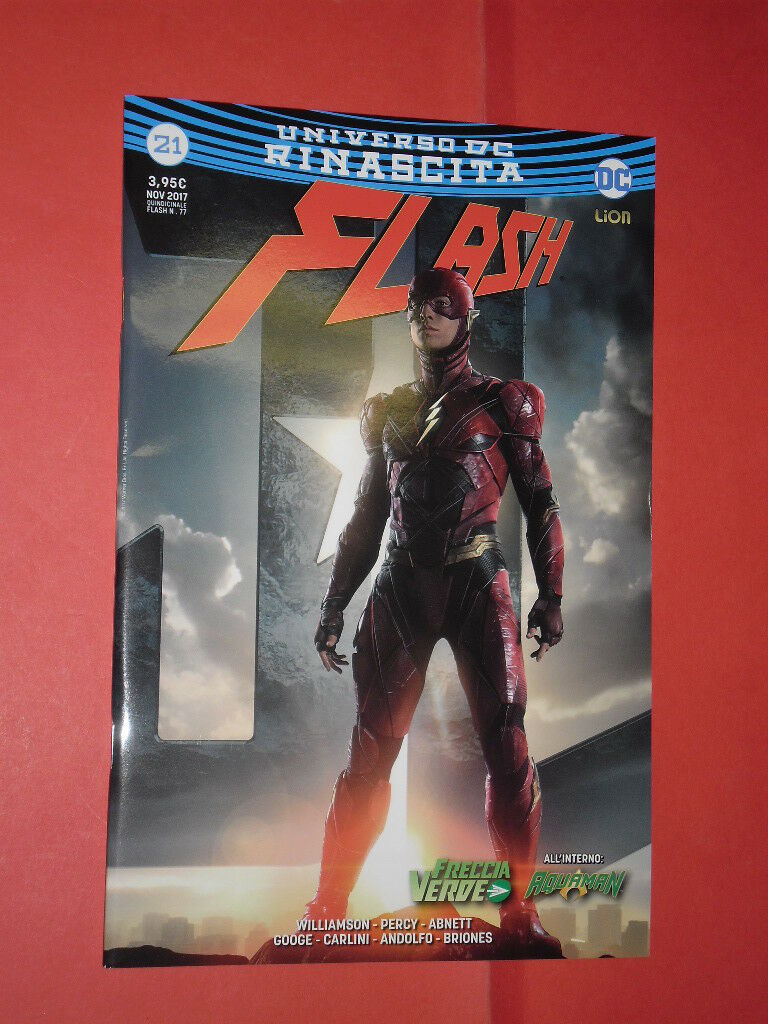 21
UNIVERSO DC
RINASCITA
DC
3,95€
NOV 2017
QUINDICINALE
FLASH N. 77
LION
FLASH
ALL'INTERNO:
FRECCIA
VERDE
AQUAMAN
WILLIAMSON - PERCY - ABNETT
GOOGE - CARLINI - ANDOLFO - BRIONES